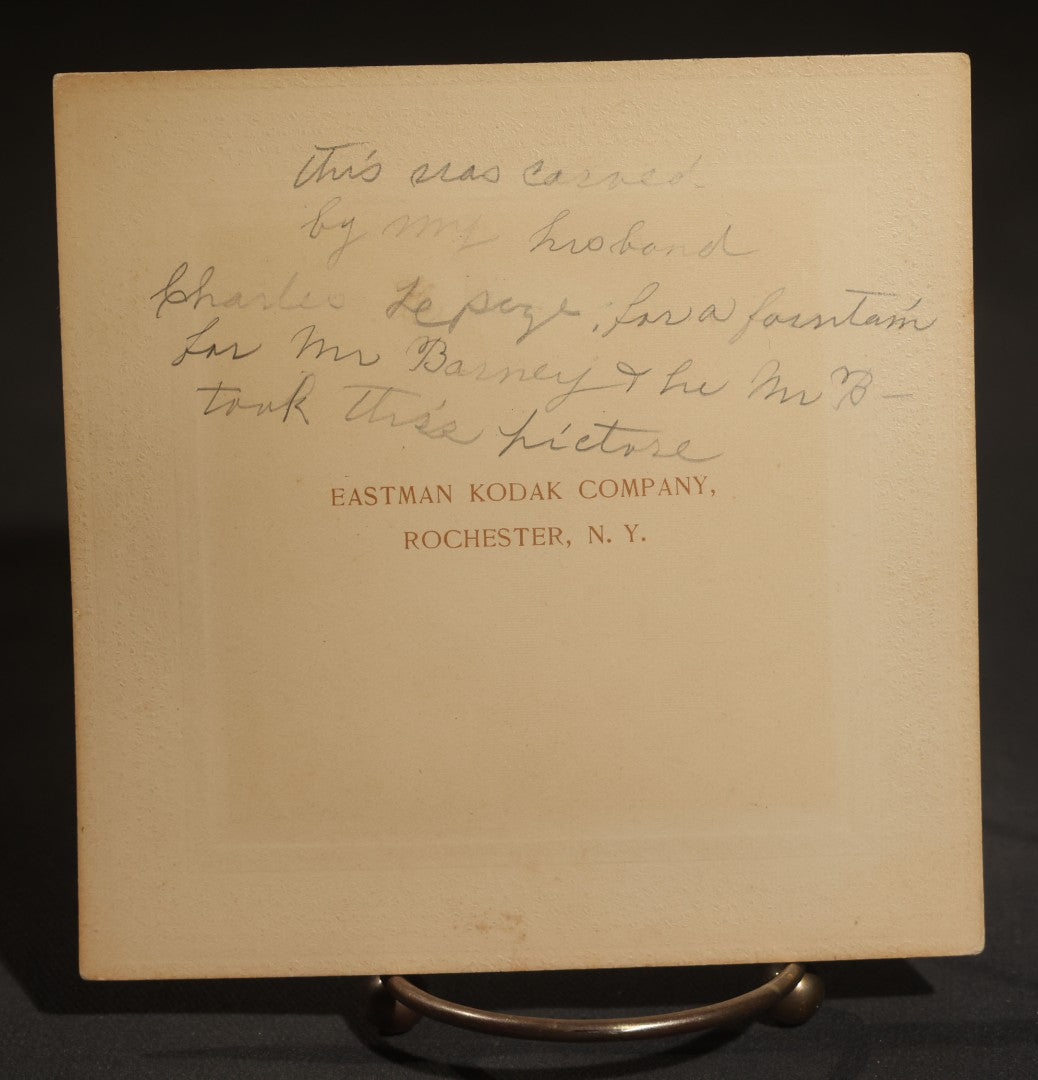 this was carved
by my husband
Charles Le page, for a fountain
for Mr Barney & he Mr B-
took this picture
EASTMAN KODAK COMPANY,
ROCHESTER, N. Y.